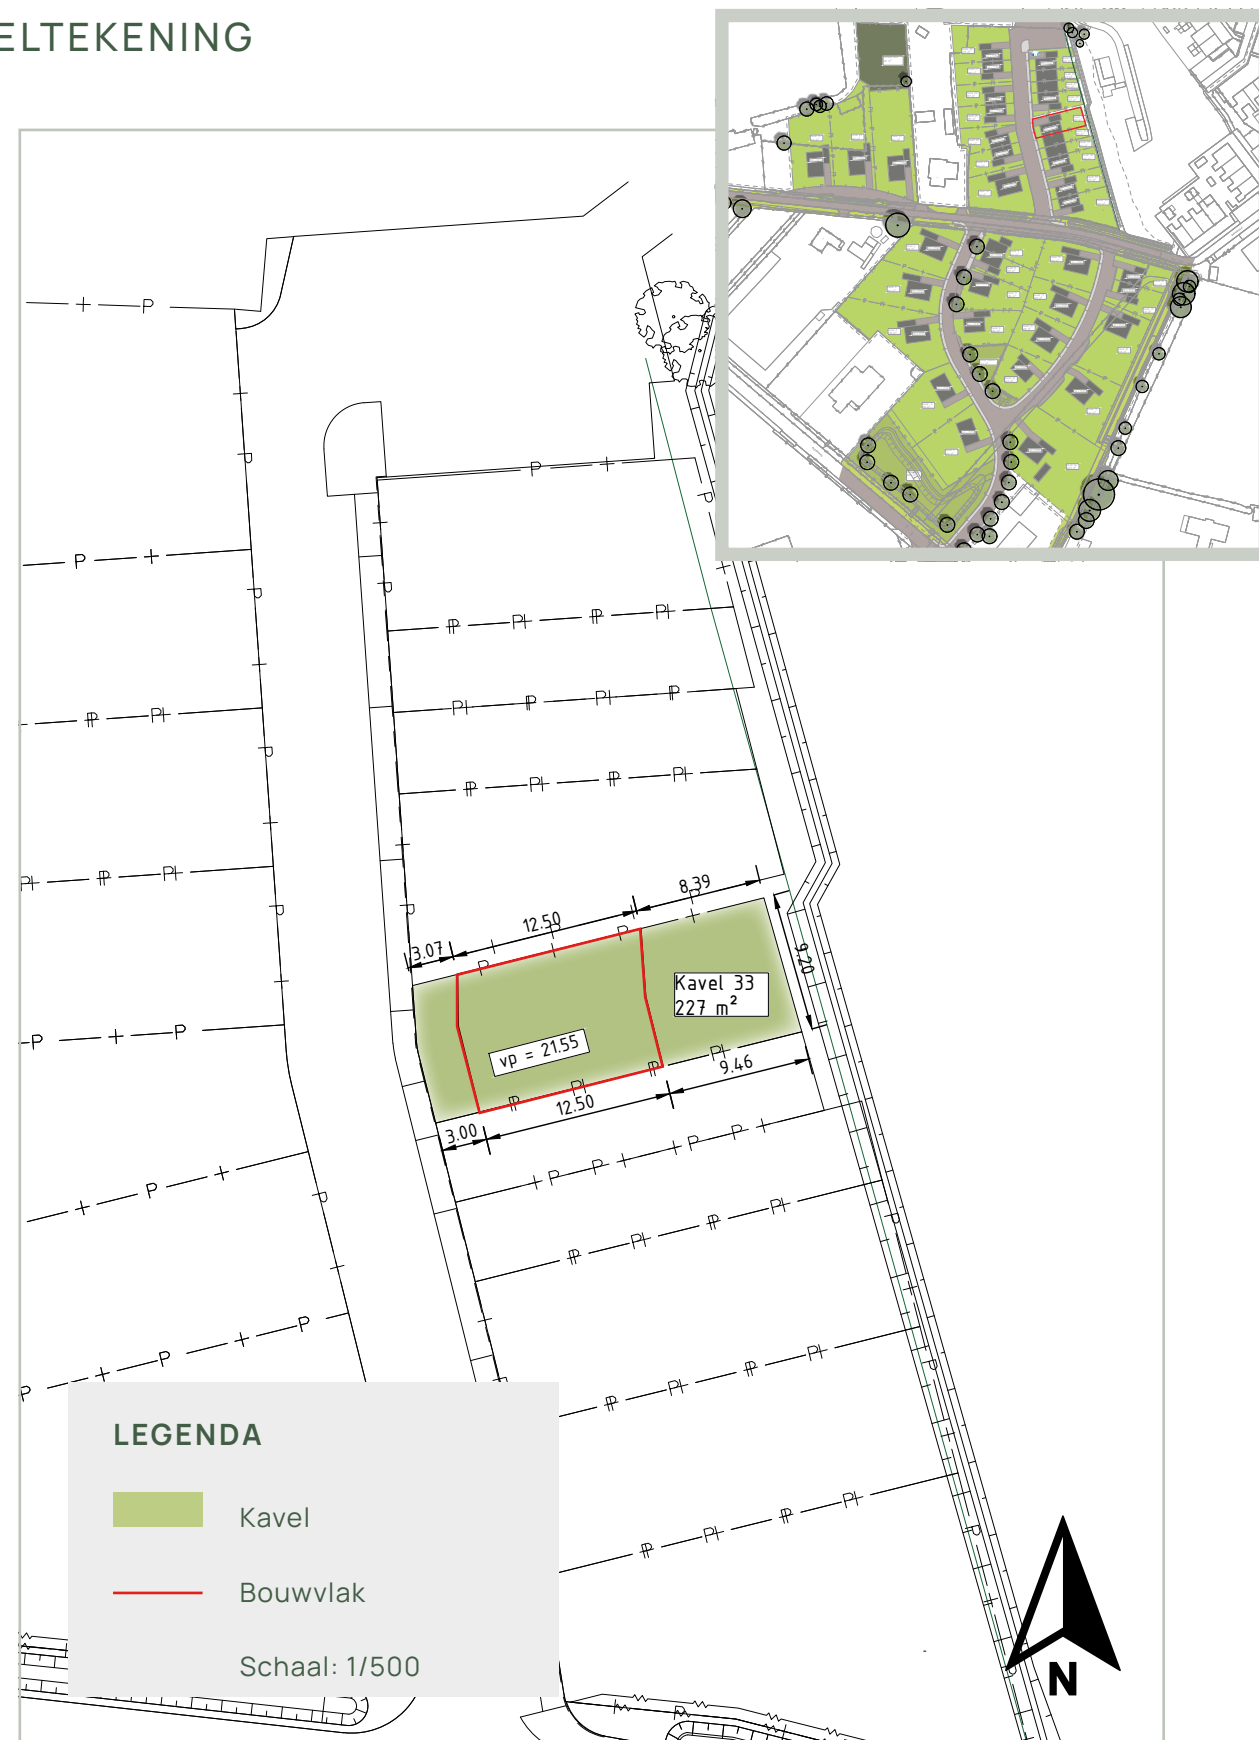 ELTEKENING
8.39
12.50
3.07
9.20
Kavel 33
227 m²
vp = 21.55
9.46
12.50
3.00
LEGENDA
Kavel
Bouwvlak
Schaal: 1/500
N